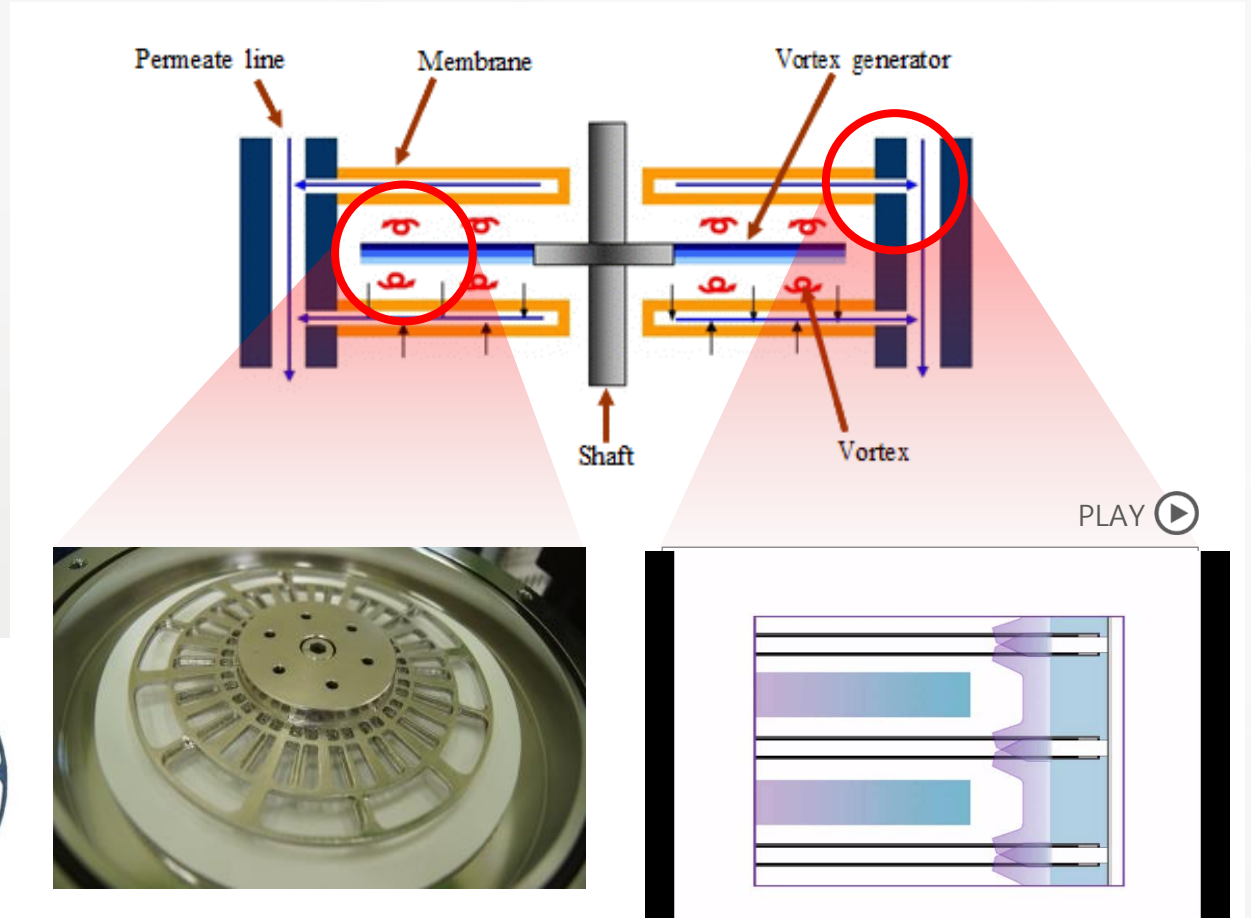 Permeate line
Membrane
Vortex generator
Shaft
Vortex
PLAY